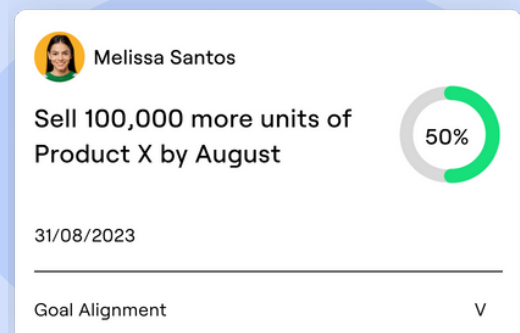 Melissa Santos
Sell 100,000 more units of
Product X by August
50%
31/08/2023
Goal Alignment V